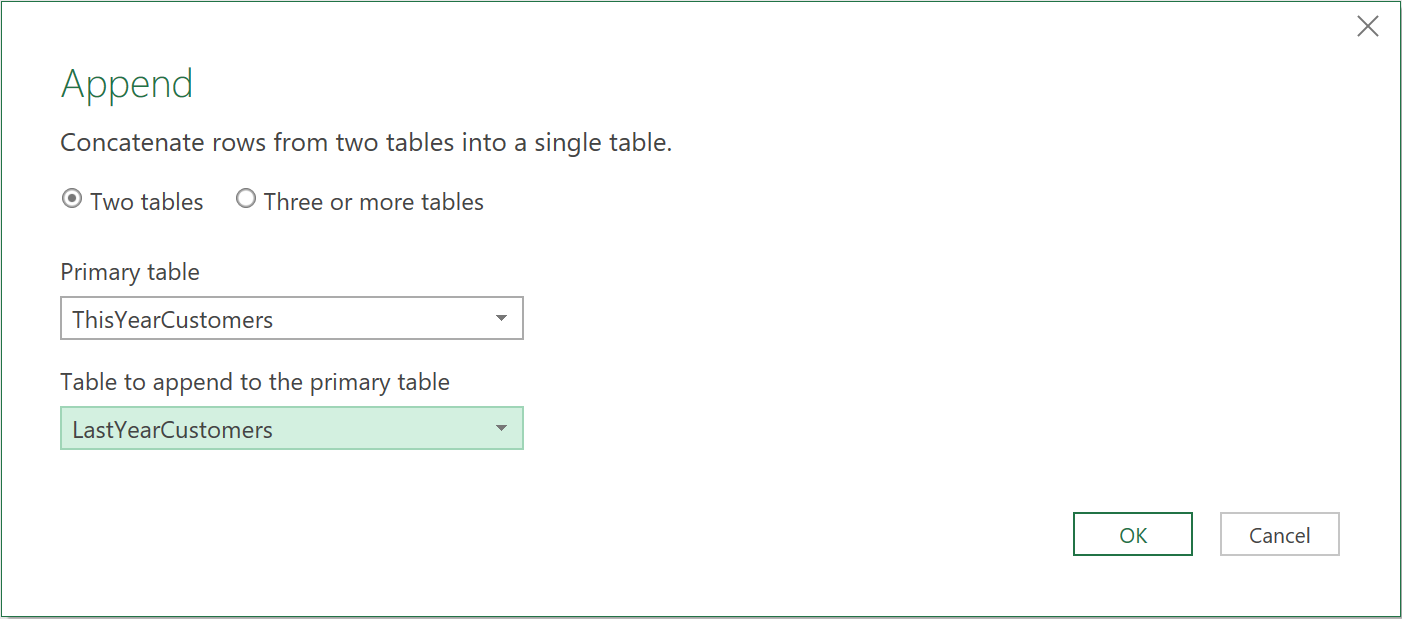 Append
Concatenate rows from two tables into a single table.
Two tables Three or more tables
Primary table
ThisYearCustomers
Table to append to the primary table
LastYearCustomers
OK Cancel